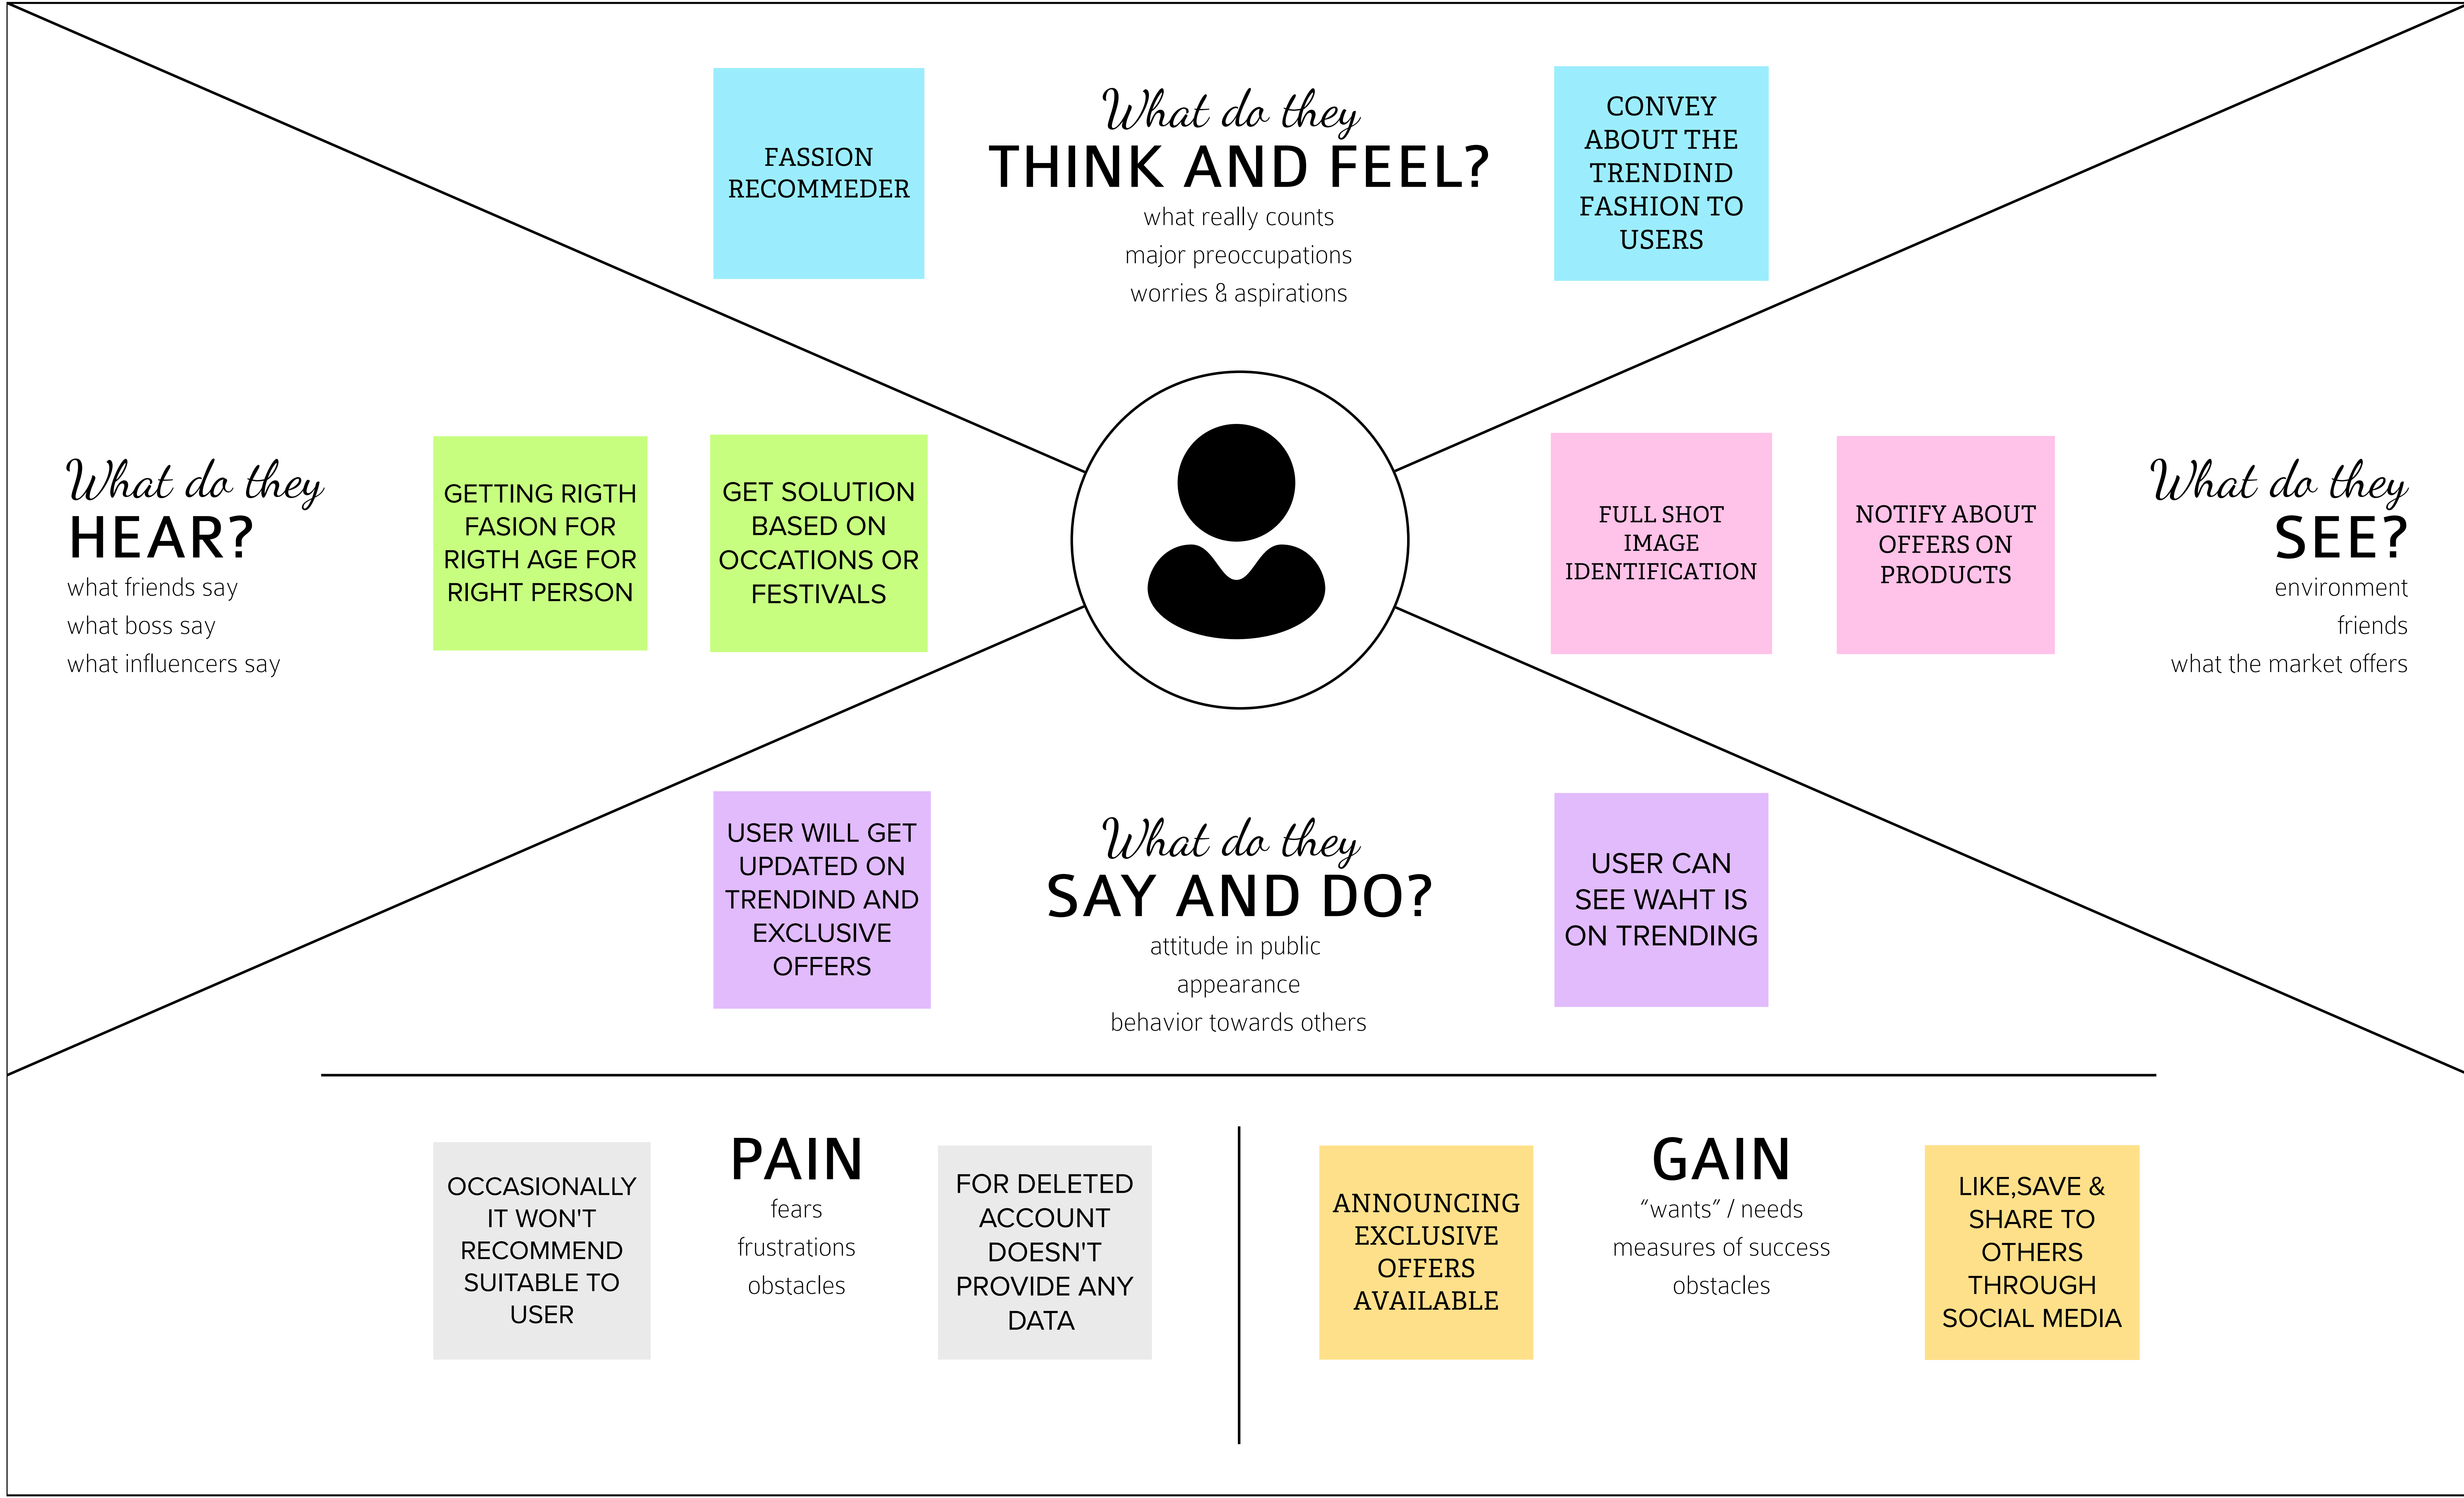 FASSION
RECOMMEDER
What do they
THINK AND FEEL?
what really counts
major preoccupations
worries & aspirations
CONVEY
ABOUT THE
TRENDIND
FASHION TO
USERS
What do they
HEAR?
what friends say
what boss say
what influencers say
GETTING RIGTH
FASION FOR
RIGTH AGE FOR
RIGHT PERSON
GET SOLUTION
BASED ON
OCCATIONS OR
FESTIVALS
FULL SHOT
IMAGE
IDENTIFICATION
NOTIFY ABOUT
OFFERS ON
PRODUCTS
What do they
SEE?
environment
friends
what the market offers
USER WILL GET
UPDATED ON
TRENDIND AND
EXCLUSIVE
OFFERS
What do they
SAY AND DO?
attitude in public
appearance
behavior towards others
USER CAN
SEE WAHT IS
ON TRENDING
OCCASIONALLY
IT WON'T
RECOMMEND
SUITABLE TO
USER
PAIN
fears
frustrations
obstacles
FOR DELETED
ACCOUNT
DOESN'T
PROVIDE ANY
DATA
ANNOUNCING
EXCLUSIVE
OFFERS
AVAILABLE
GAIN
“wants” / needs
measures of success
obstacles
LIKE,SAVE &
SHARE TO
OTHERS
THROUGH
SOCIAL MEDIA